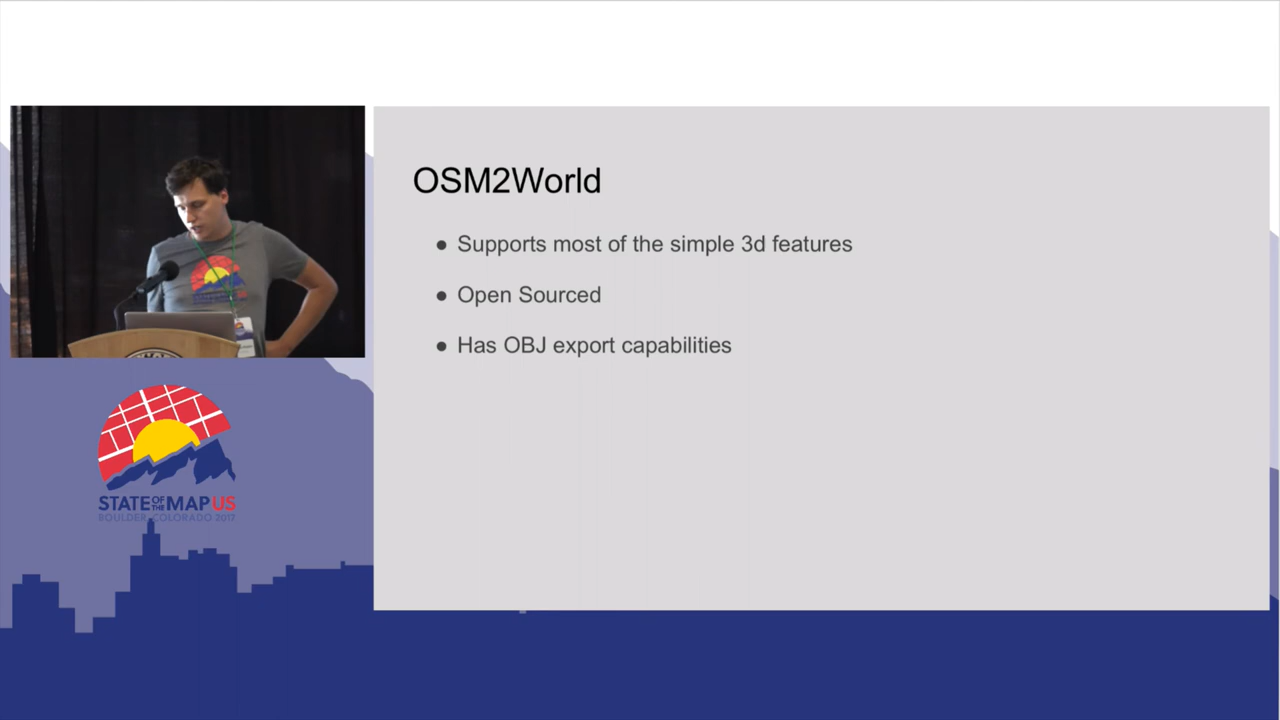 OSM2World
● Supports most of the simple 3d features
● Open Sourced
● Has OBJ export capabilities
STATE OF THE MAP US
BOULDER, COLORADO 2017